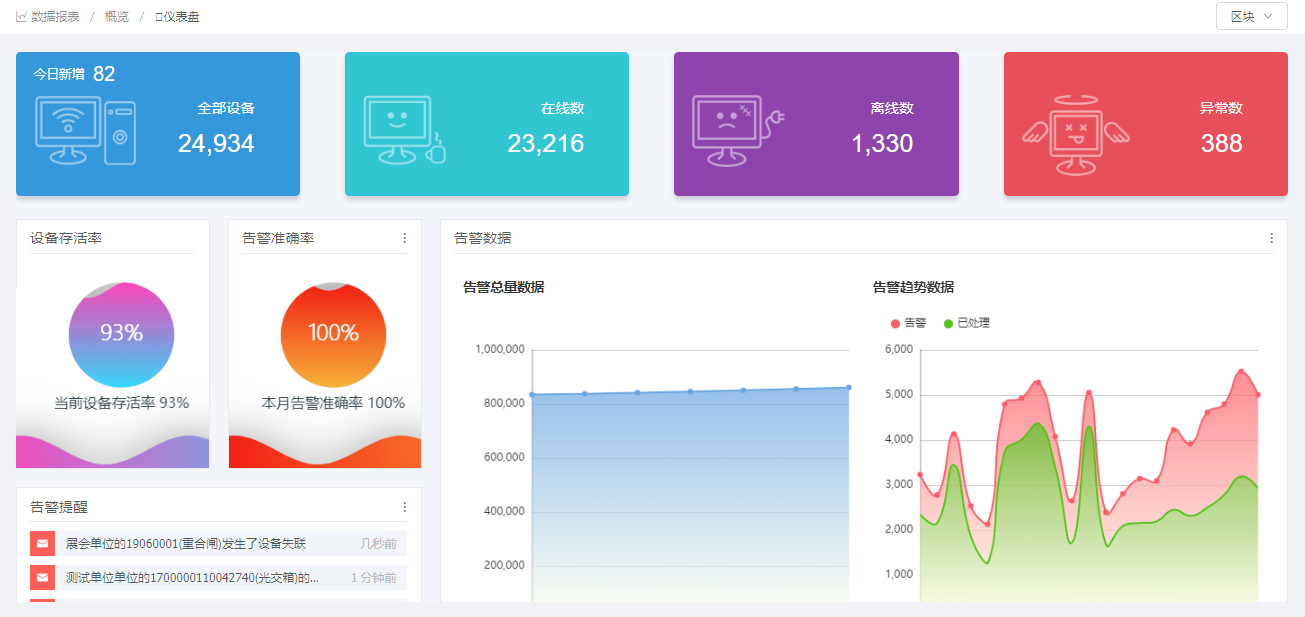 数据报表 / 概览 / 仪表盘
区块
今日新增 82
全部设备
24,934
在线数
23,216
离线数
1,330
异常数
388
设备存活率
93%
当前设备存活率 93%
告警准确率
100%
本月告警准确率 100%
告警提醒
展会单位的19060001(重合闸)发生了设备失联 几秒前
测试单位单位的1700000110042740(光交箱)的... 1 分钟前
告警数据
告警总量数据
1,000,000
800,000
600,000
400,000
200,000
告警趋势数据
告警 已处理
6,000
5,000
4,000
3,000
2,000
1,000